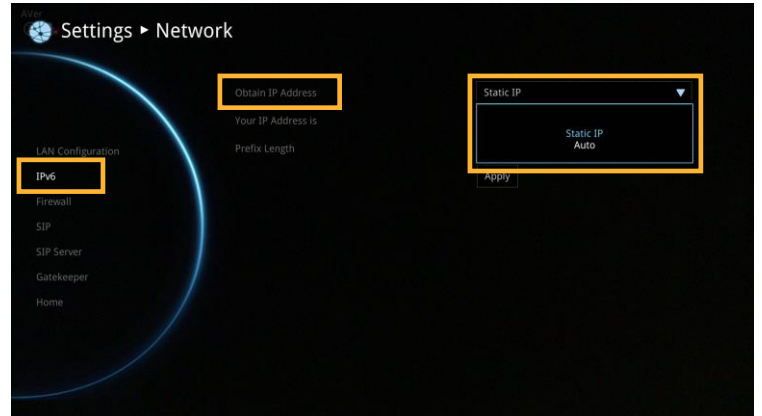 AVer
Settings ▸ Network
Obtain IP Address
Static IP ▼
Your IP Address is
Static IP
Auto
Prefix Length
Apply
LAN Configuration
IPv6
Firewall
SIP
SIP Server
Gatekeeper
Home